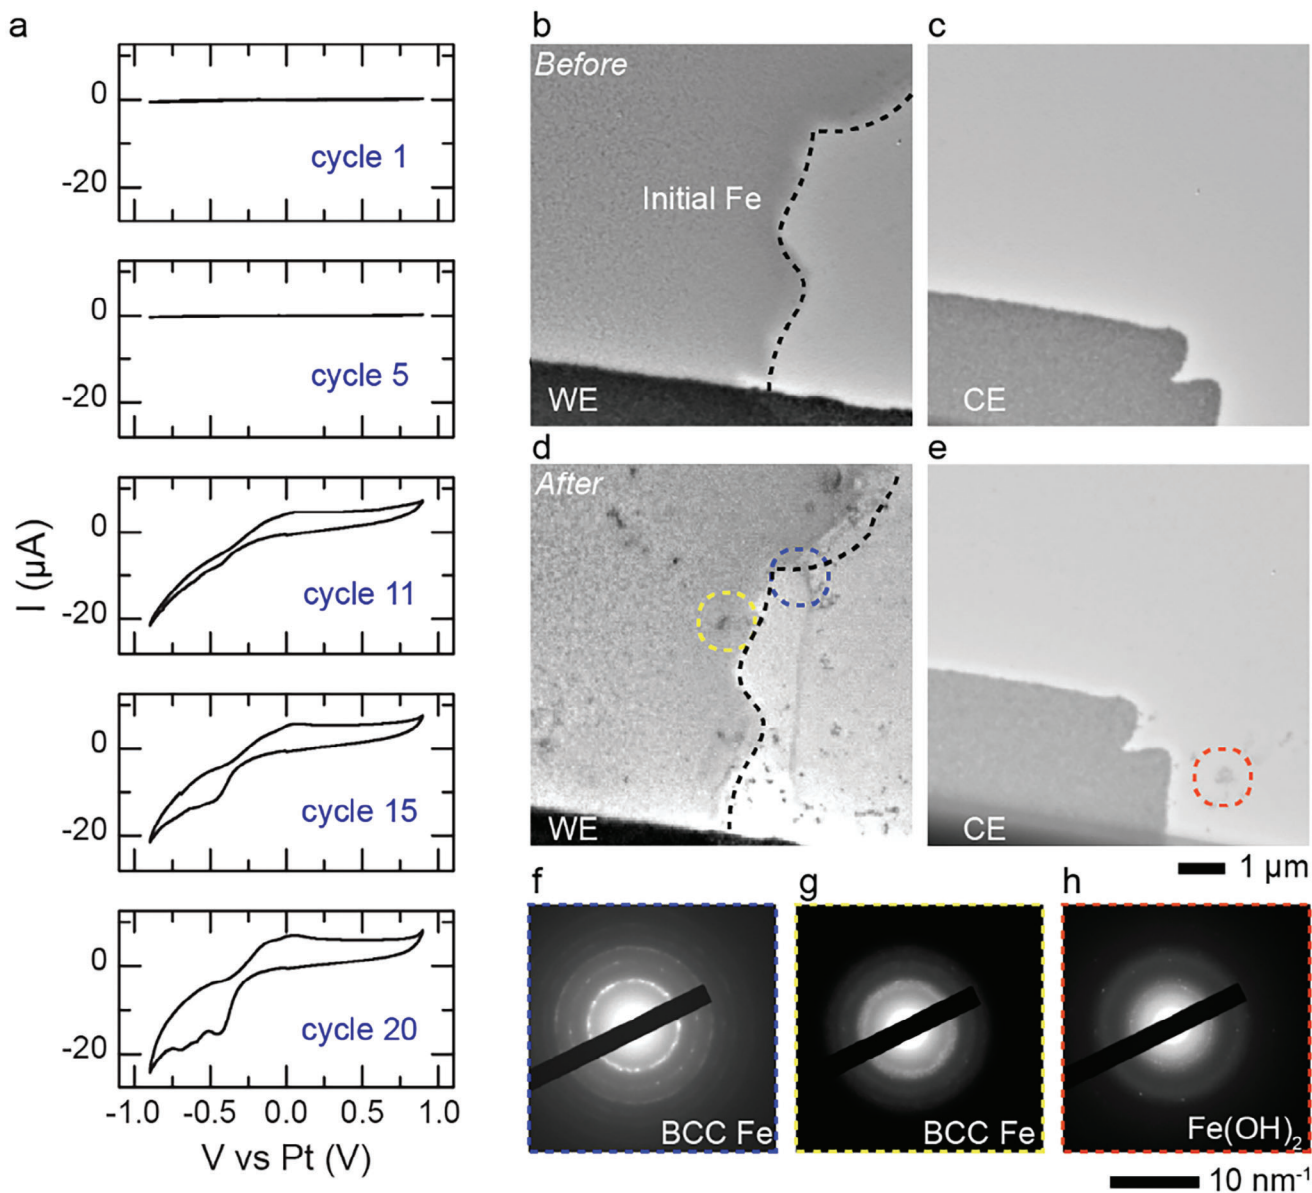 a
0
-20
cycle 1
0
-20
cycle 5
0
-20
cycle 11
0
-20
cycle 15
0
-20
cycle 20
-1.0 -0.5 0.0 0.5 1.0
I (μA)
V vs Pt (V)
b
Before
Initial Fe
WE
c
CE
d
After
WE
e
CE
1 μm
f
BCC Fe
g
BCC Fe
h
Fe(OH)₂
10 nm⁻¹